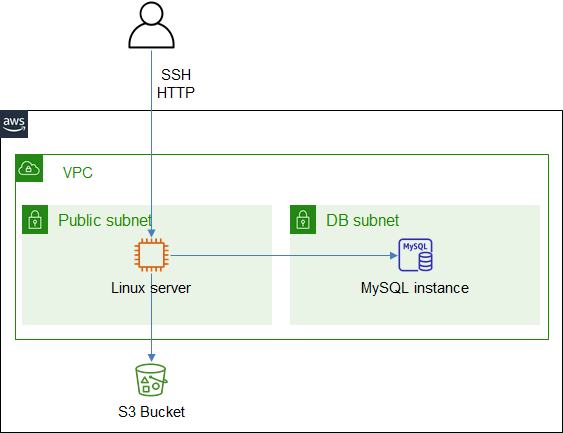 SSH
HTTP
aws
VPC
Public subnet
DB subnet
MySQL
Linux server
MySQL instance
S3 Bucket